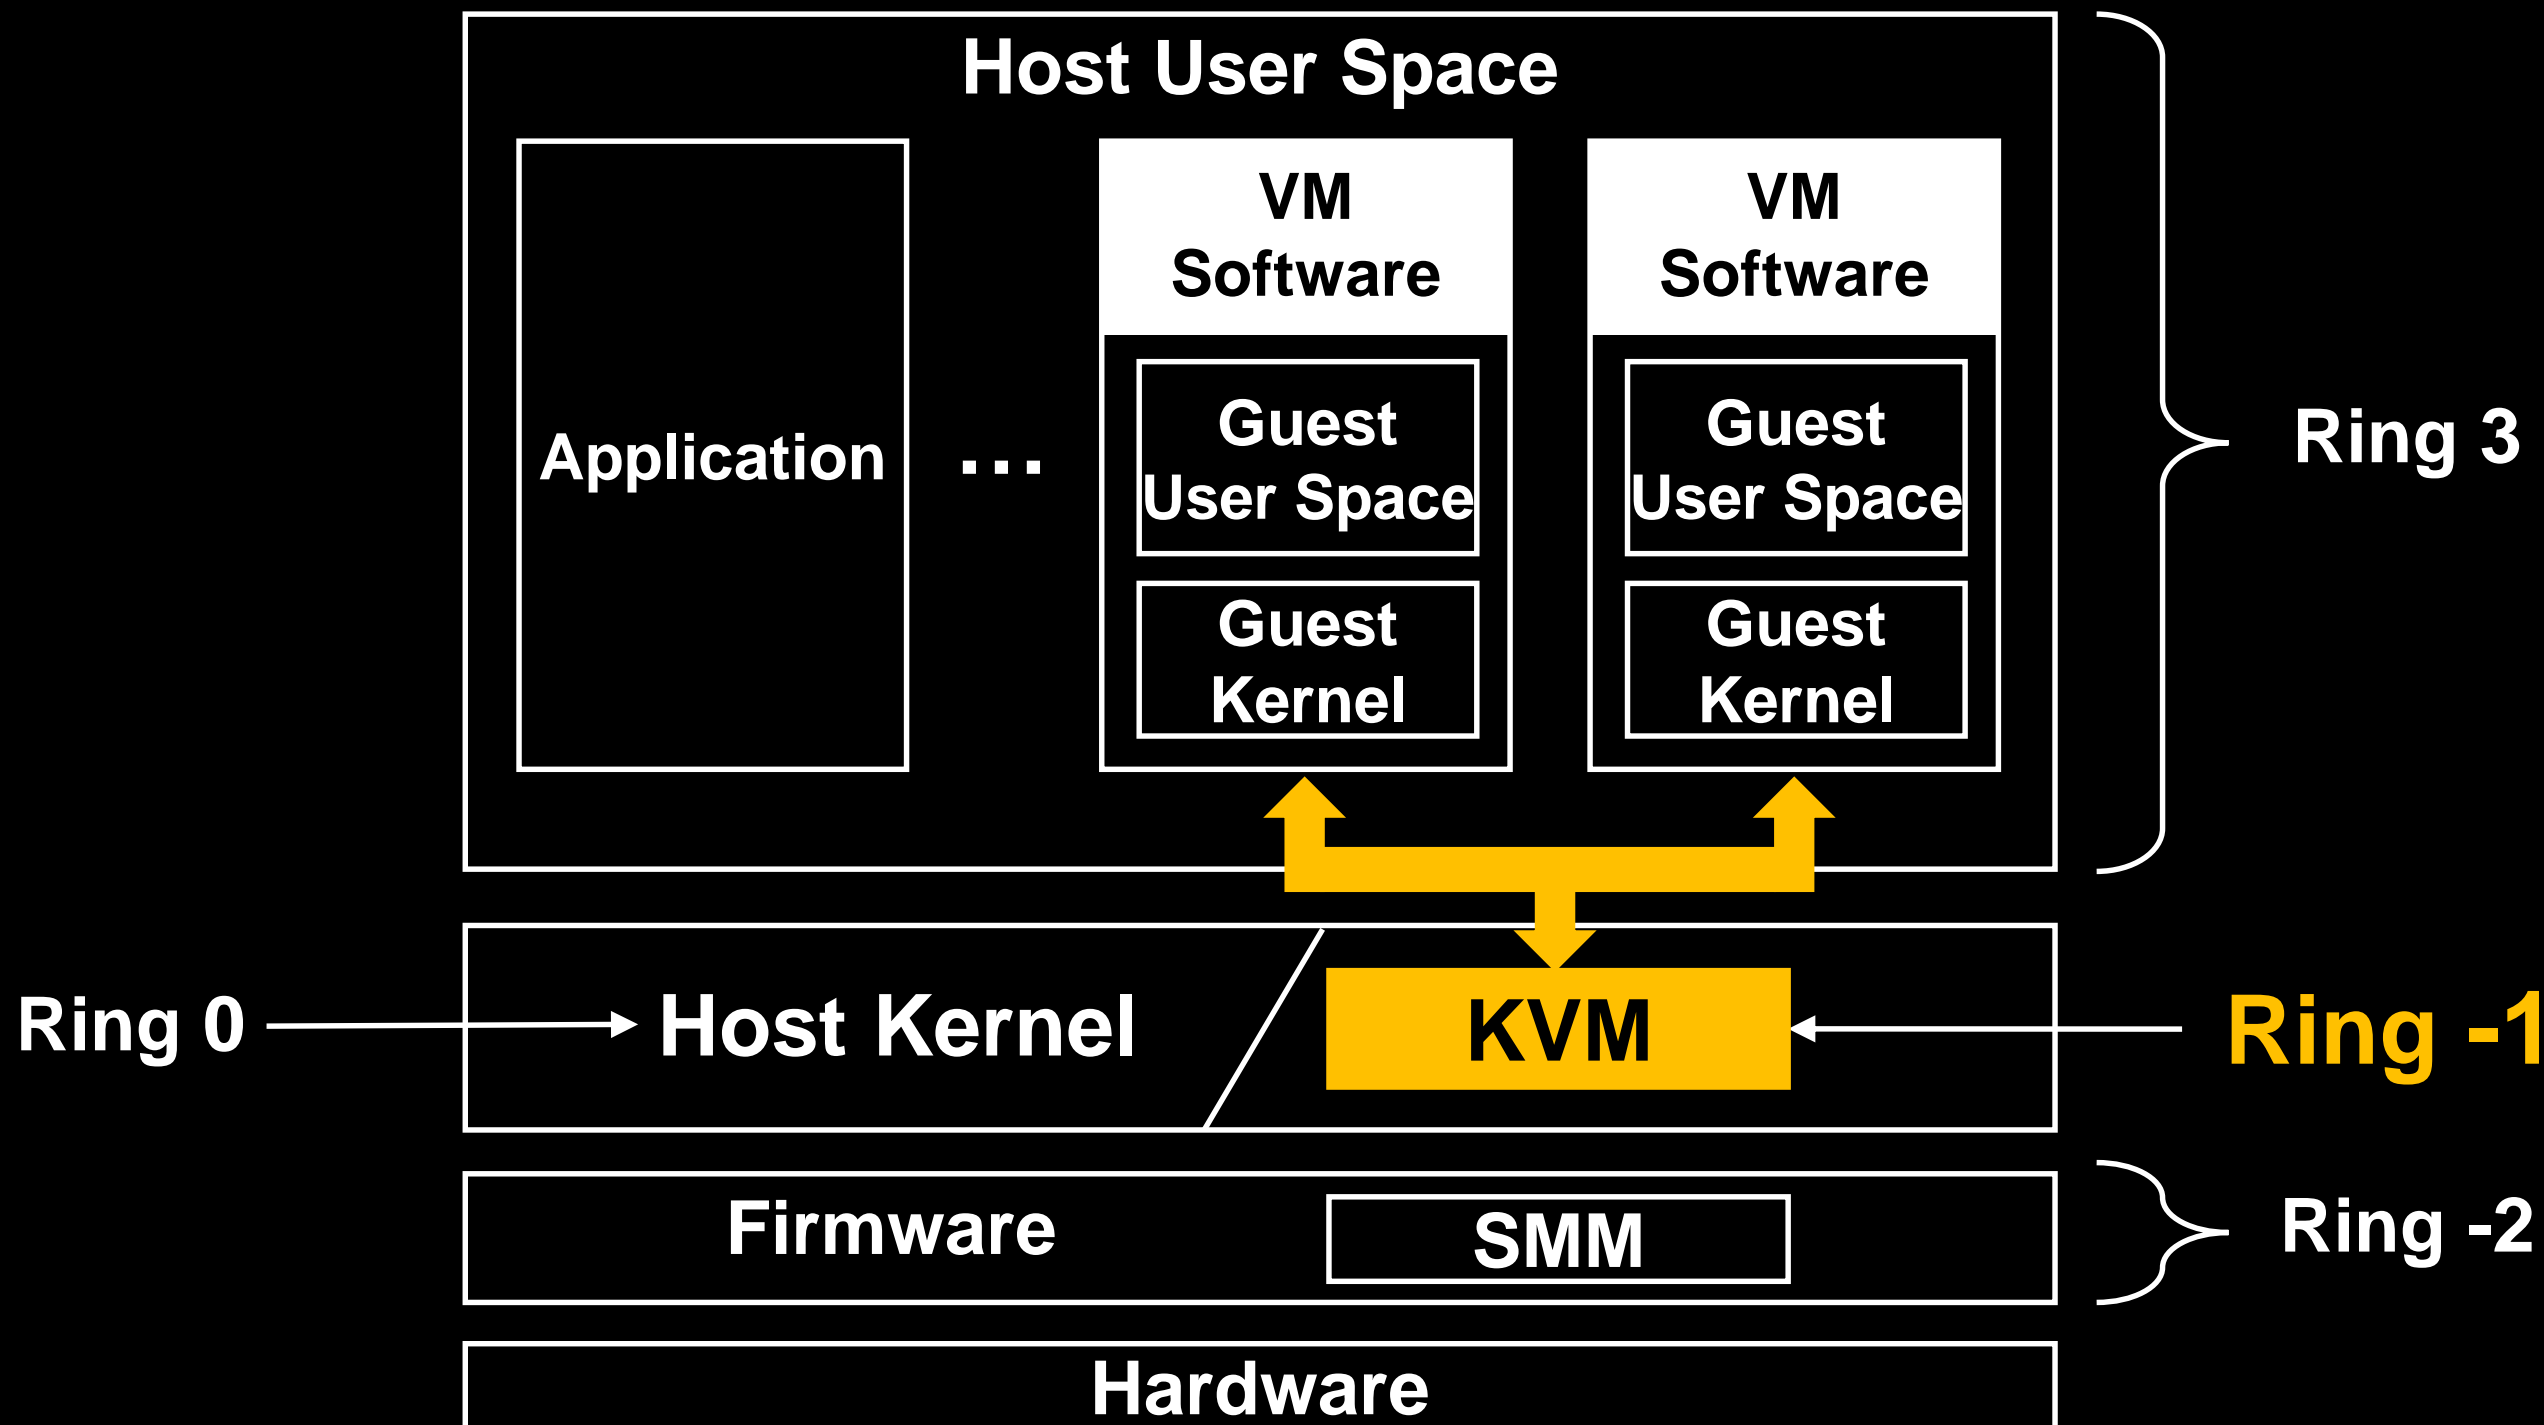 Host User Space
Application
...
VM
Software
Guest
User Space
Guest
Kernel
VM
Software
Guest
User Space
Guest
Kernel
Ring 3
Ring 0
Host Kernel
KVM
Ring -1
Firmware
SMM
Ring -2
Hardware